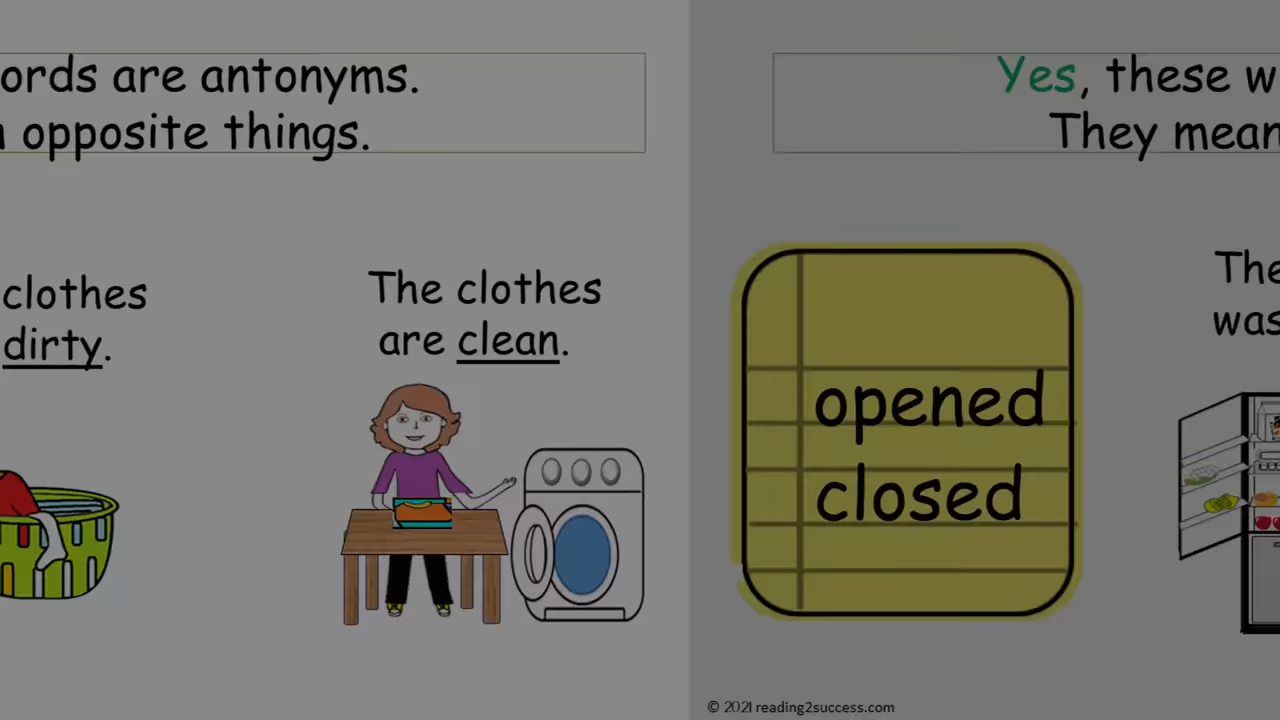 ords are antonyms.
opposite things.
clothes
dirty.
The clothes
are clean.
Yes, these w
They mean
opened
closed
The
was
© 2021 reading2success.com